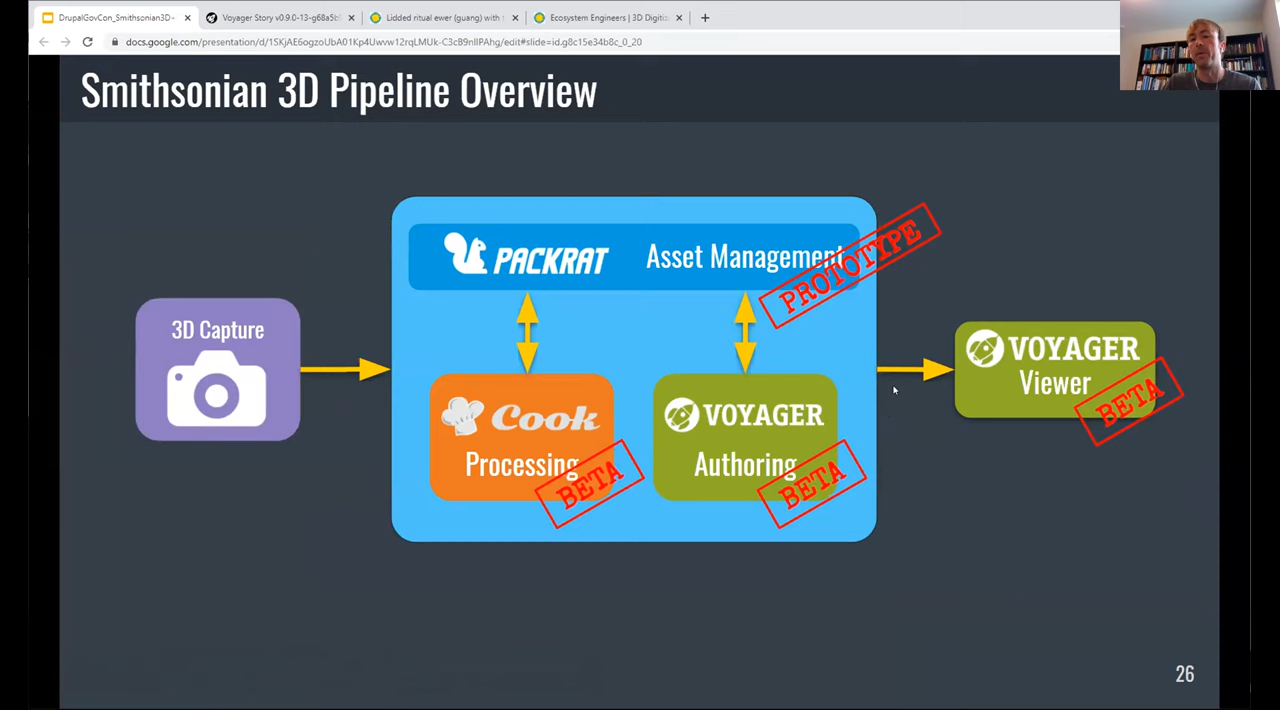 DrupalGovCon_Smithsonian3D -
Voyager Story v0.9.0-13-g68a5b
Lidded ritual ewer (guang) with
Ecosystem Engineers | 3D Digiti
docs.google.com/presentation/d/1SKjAE6ogzoUbA01Kp4Uwvw12rqLMUk-C3cB9nIlPAhg/edit#slide=id.g8c15e34b8c_0_20
Smithsonian 3D Pipeline Overview
PACKRAT Asset Management
PROTOTYPE
3D Capture
VOYAGER
Viewer
BETA
Cook
Processing
BETA
VOYAGER
Authoring
BETA
26